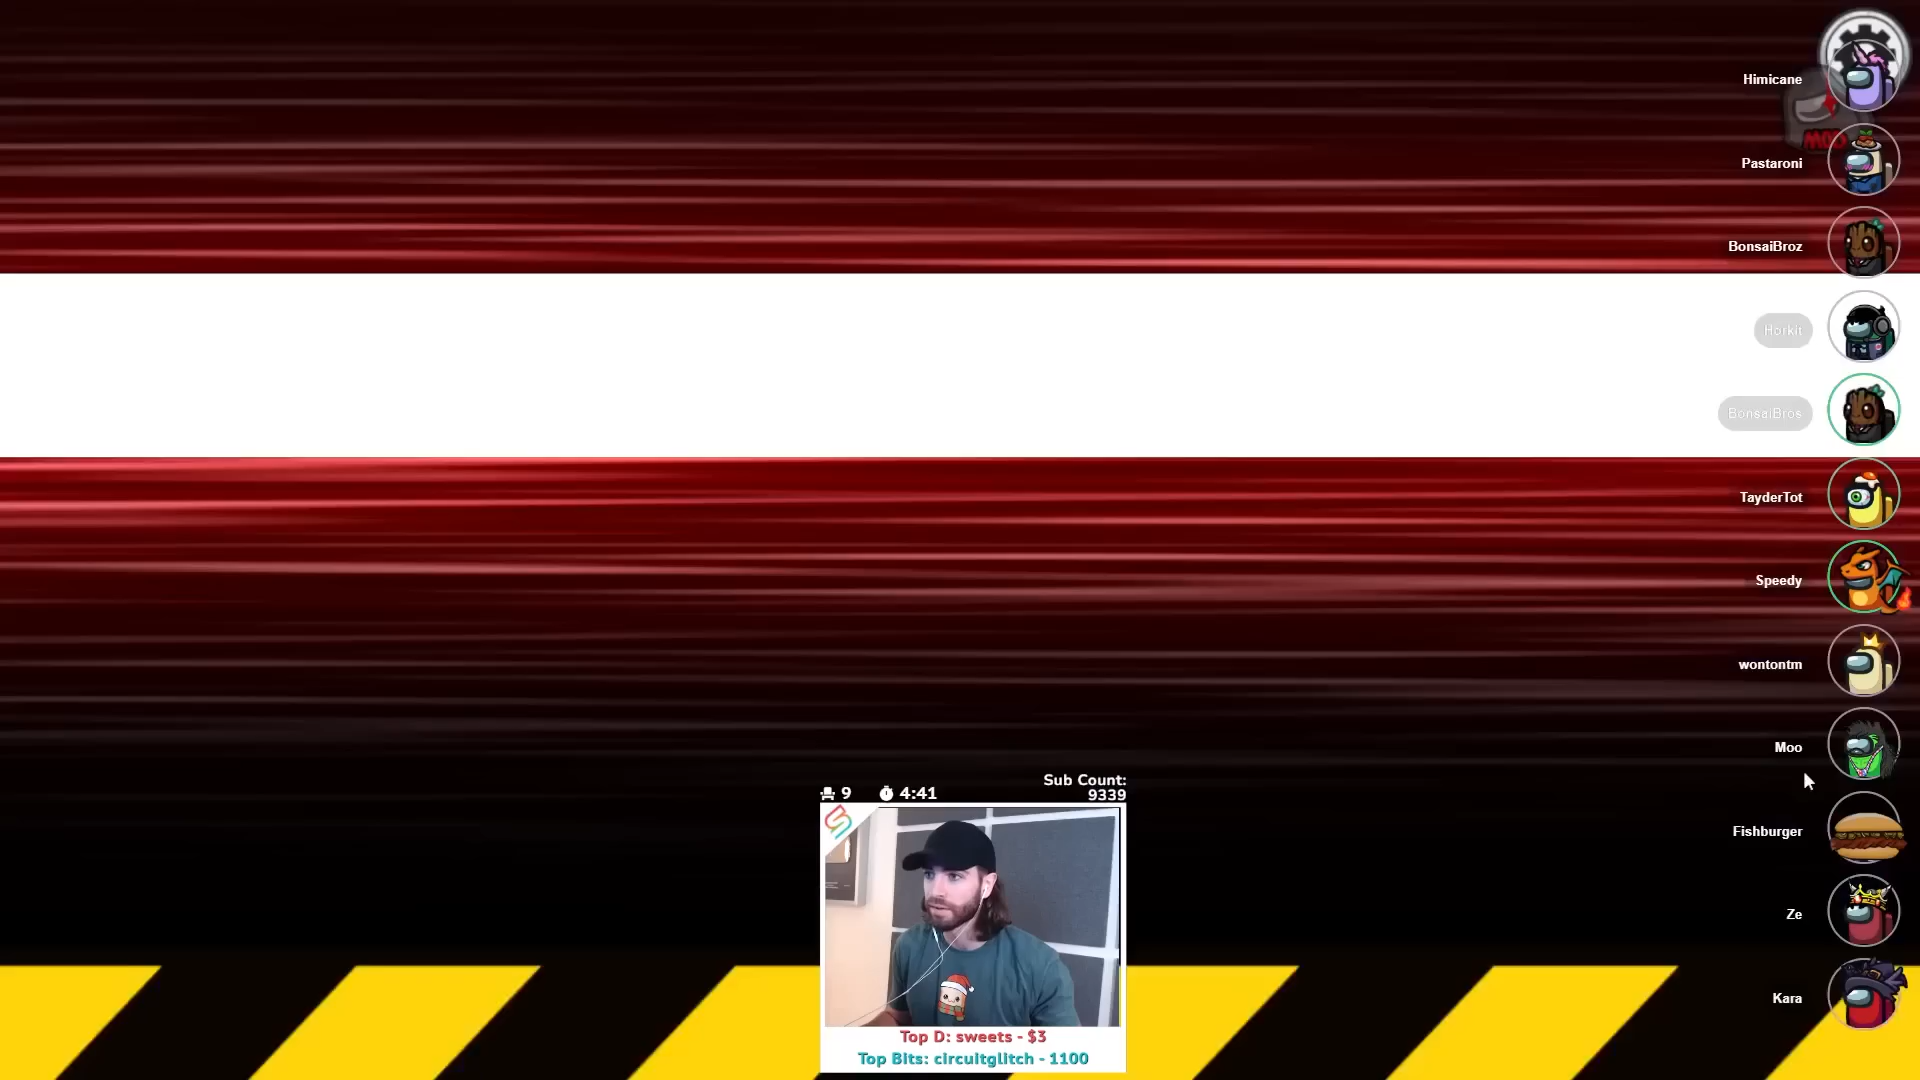 Himicane
MOD
Pastaroni
BonsaiBroz
Horkit
BonsaiBros
TayderTot
Speedy
wontontm
Moo
Fishburger
Ze
Kara
9 4:41 Sub Count:
9339
Top D: sweets - $3
Top Bits: circuitglitch - 1100